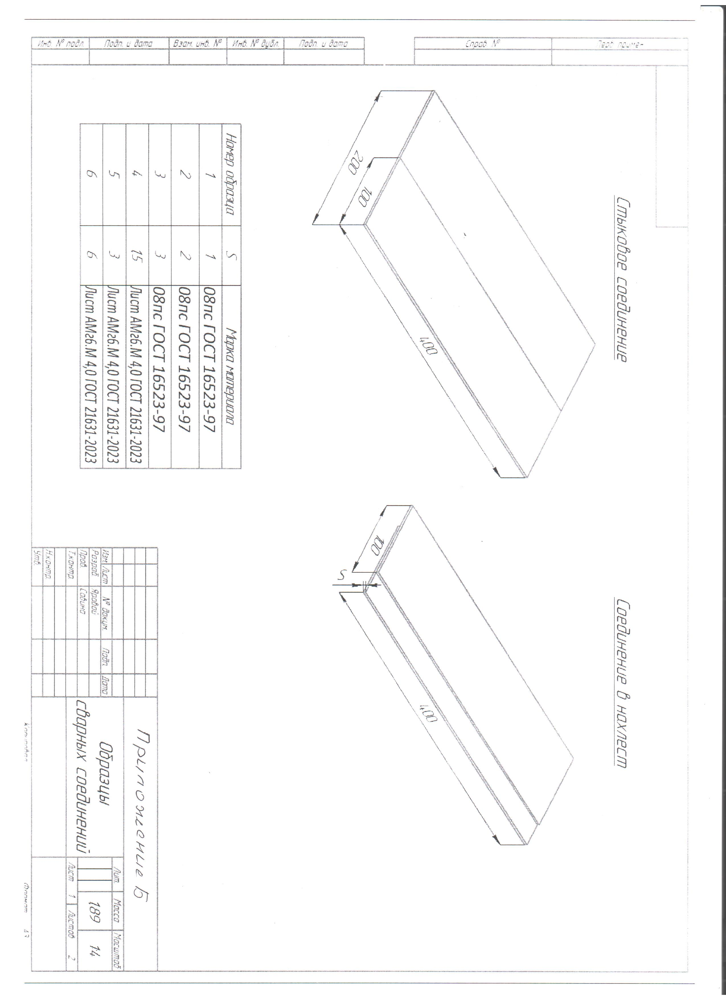 Перв. примен.
Справ. №
Подп. и дата
Инв. № дубл.
Взам. инв. №
Подп. и дата
Инв. № подл.
Стыковое соединение
Соединение в нахлест
200
100
400
100
S
400
Номер образца S Марка материала
1 1 08пс ГОСТ 16523-97
2 2 08пс ГОСТ 16523-97
3 3 08пс ГОСТ 16523-97
4 15 Лист АМг6.М 4,0 ГОСТ 21631-2023
5 3 Лист АМг6.М 4,0 ГОСТ 21631-2023
6 6 Лист АМг6.М 4,0 ГОСТ 21631-2023
Приложение Б
Изм. Лист № докум. Подп. Дата
Разраб. Яровой
Пров. Савина
Т.контр.
Н.контр.
Утв.
Образцы
сварных соединений
Лит. Масса Масштаб
189 1:4
Лист 1 Листов 2
Копировал
Формат А3